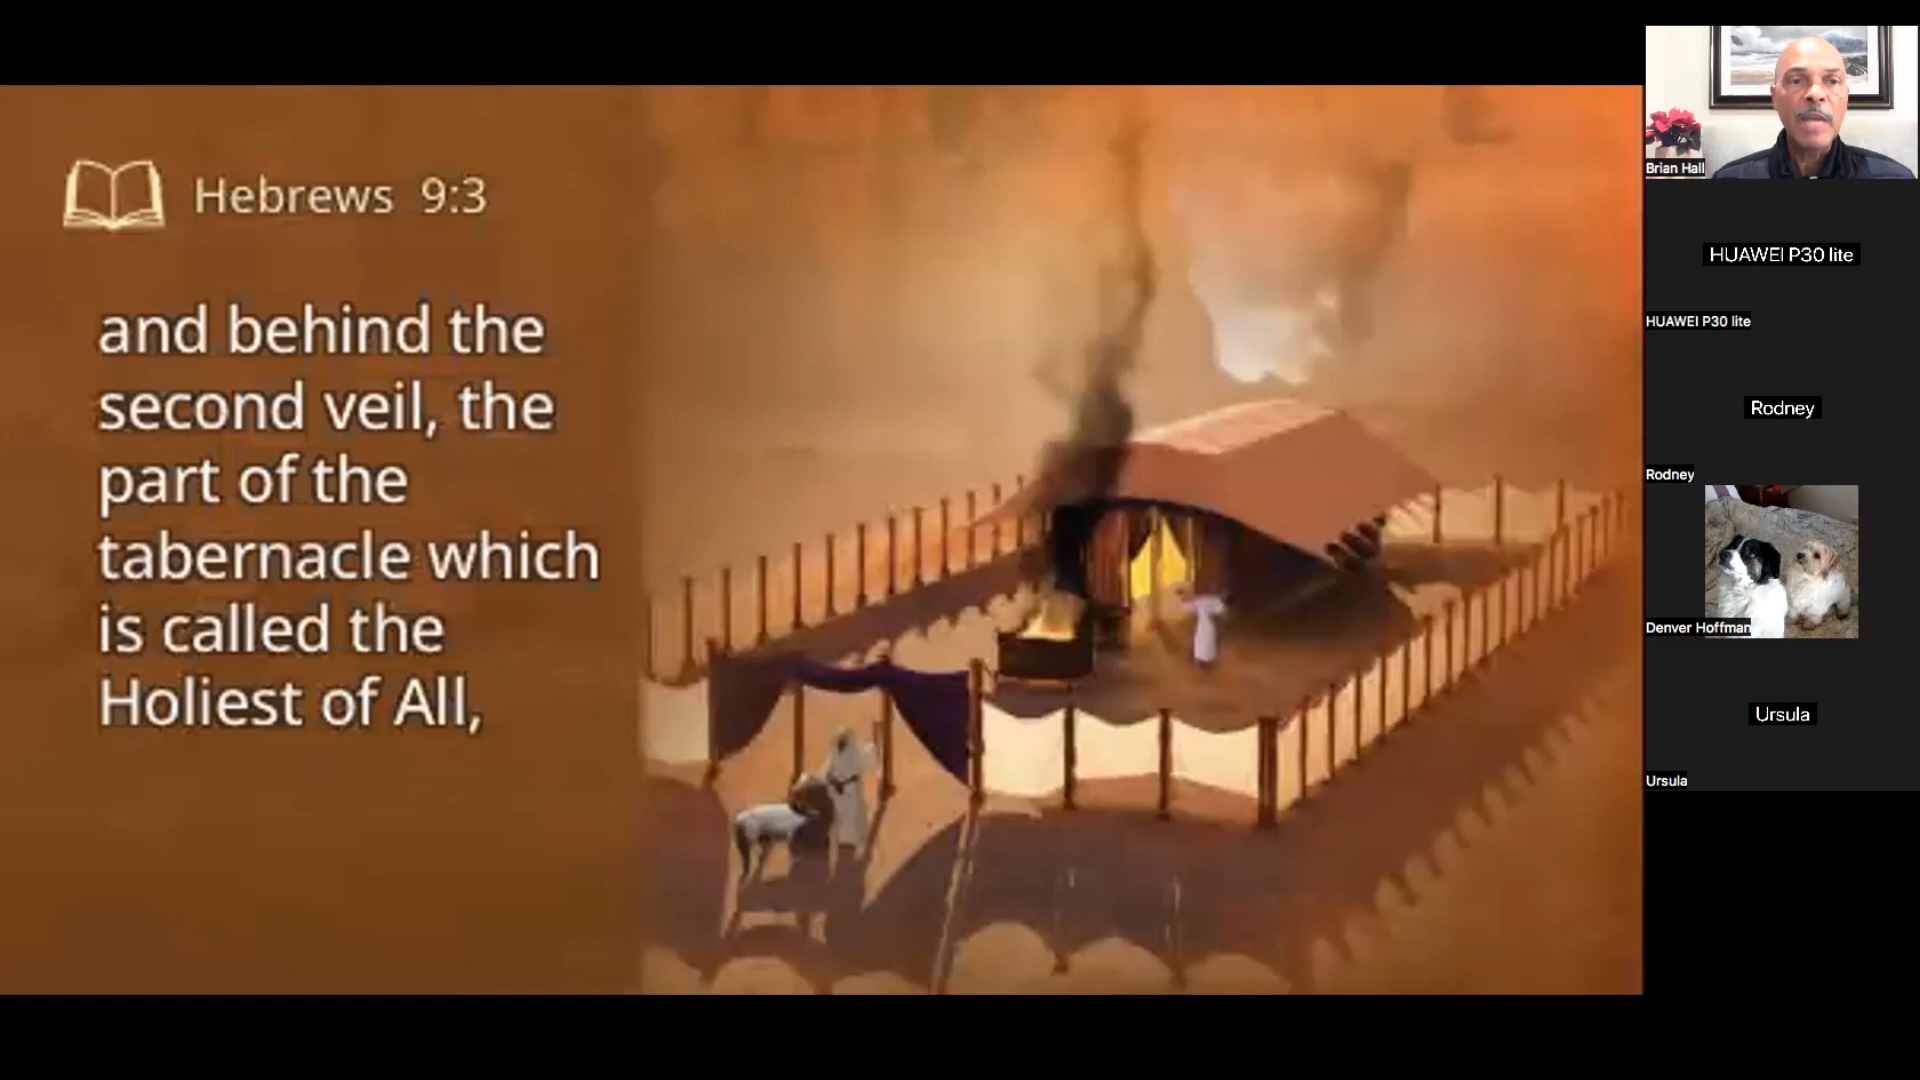 Hebrews 9:3
and behind the
second veil, the
part of the
tabernacle which
is called the
Holiest of All,
Brian Hall
HUAWEI P30 lite
HUAWEI P30 lite
Rodney
Rodney
Denver Hoffman
Ursula
Ursula